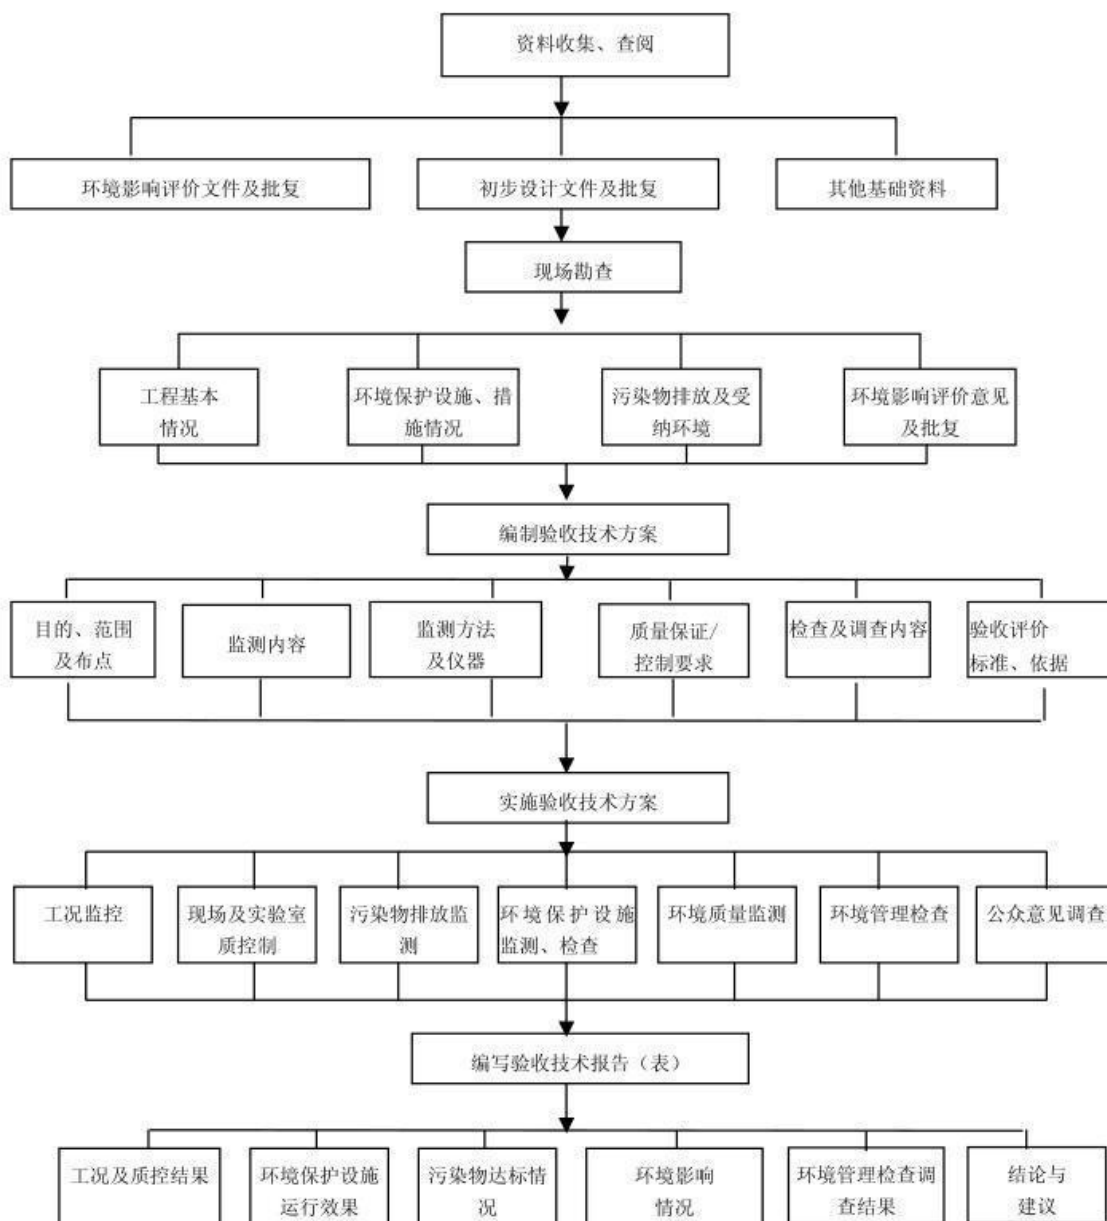 资料收集、查阅
环境影响评价文件及批复
初步设计文件及批复
其他基础资料
现场勘查
工程基本
情况
环境保护设施、措
施情况
污染物排放及受
纳环境
环境影响评价意见
及批复
编制验收技术方案
目的、范围
及布点
监测内容
监测方法
及仪器
质量保证/
控制要求
检查及调查内容
验收评价
标准、依据
实施验收技术方案
工况监控
现场及实验室
质控制
污染物排放监
测
环境保护设施
监测、检查
环境质量监测
环境管理检查
公众意见调查
编写验收技术报告（表）
工况及质控结果
环境保护设施
运行效果
污染物达标情
况
环境影响
情况
环境管理检查调
查结果
结论与
建议